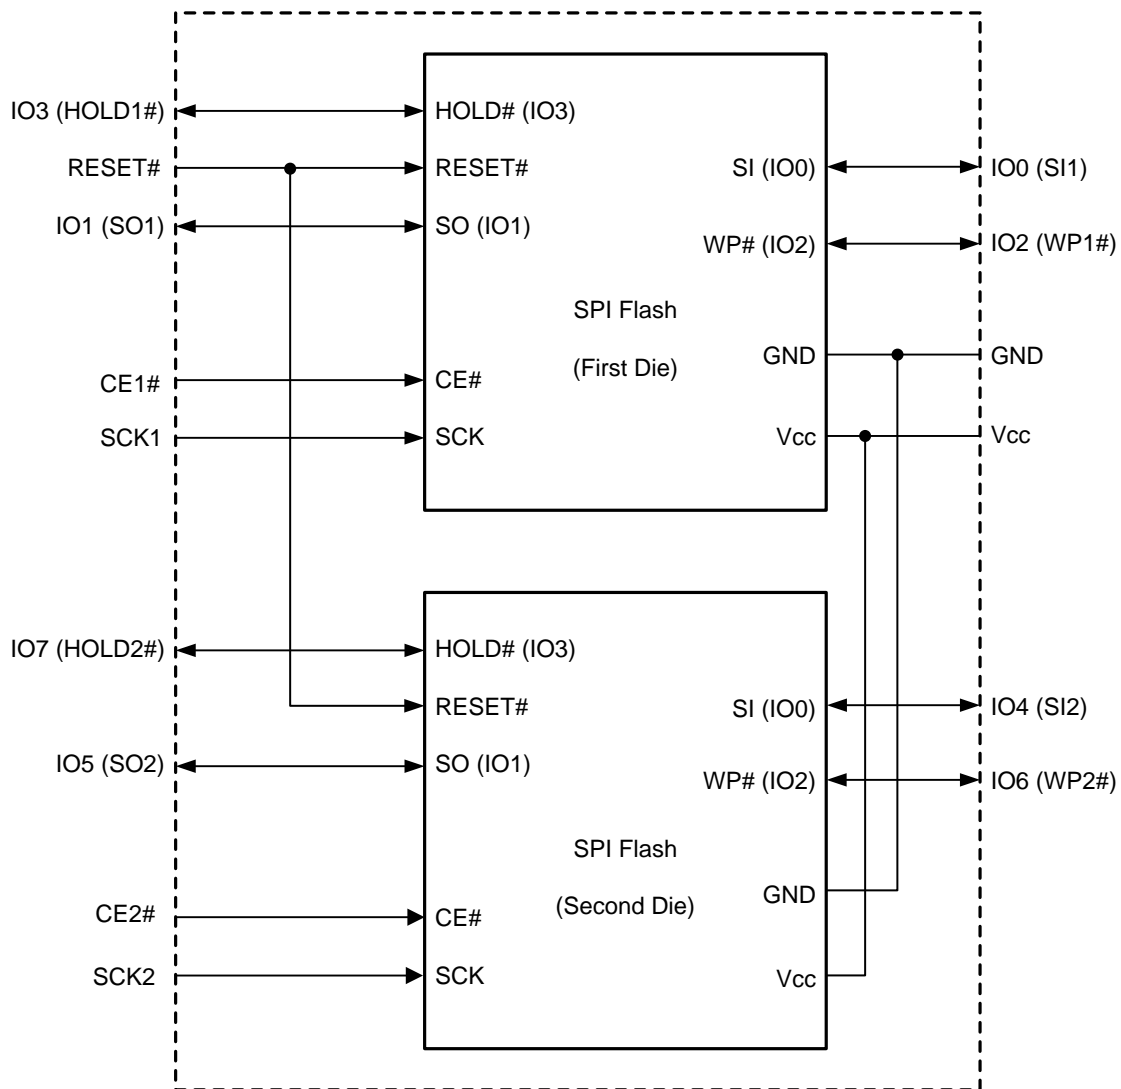 IO3 (HOLD1#)
RESET#
IO1 (SO1)
CE1#
SCK1
HOLD# (IO3)
RESET#
SO (IO1)
CE#
SCK
SPI Flash
(First Die)
SI (IO0)
WP# (IO2)
GND
Vcc
IO0 (SI1)
IO2 (WP1#)
GND
Vcc
IO7 (HOLD2#)
IO5 (SO2)
CE2#
SCK2
HOLD# (IO3)
RESET#
SO (IO1)
CE#
SCK
SPI Flash
(Second Die)
SI (IO0)
WP# (IO2)
GND
Vcc
IO4 (SI2)
IO6 (WP2#)